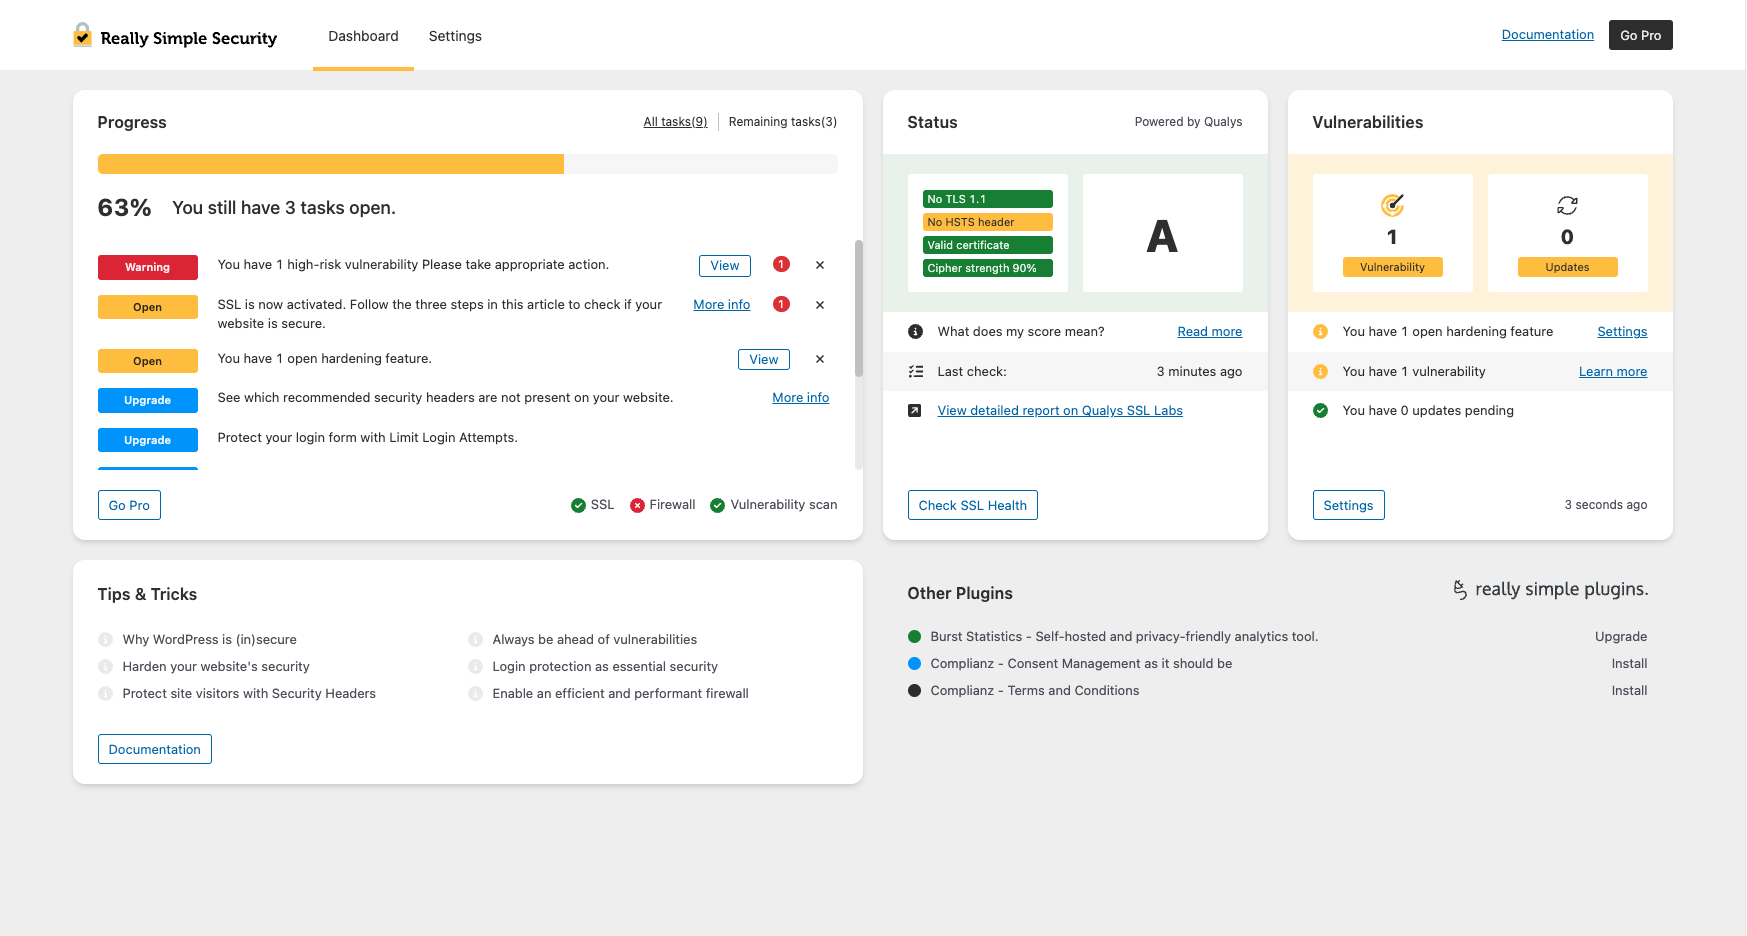 Really Simple Security
Dashboard
Settings
Documentation
Go Pro
Progress
All tasks(9)
Remaining tasks(3)
63%
You still have 3 tasks open.
Warning
You have 1 high-risk vulnerability Please take appropriate action.
View
1
×
Open
SSL is now activated. Follow the three steps in this article to check if your
website is secure.
More info
1
×
Open
You have 1 open hardening feature.
View
×
Upgrade
See which recommended security headers are not present on your website.
More info
Upgrade
Protect your login form with Limit Login Attempts.
Go Pro
SSL
Firewall
Vulnerability scan
Status
Powered by Qualys
No TLS 1.1
No HSTS header
Valid certificate
Cipher strength 90%
A
What does my score mean?
Read more
Last check:
3 minutes ago
View detailed report on Qualys SSL Labs
Check SSL Health
Vulnerabilities
1
Vulnerability
0
Updates
You have 1 open hardening feature
Settings
You have 1 vulnerability
Learn more
You have 0 updates pending
Settings
3 seconds ago
Tips & Tricks
Why WordPress is (in)secure
Always be ahead of vulnerabilities
Harden your website's security
Login protection as essential security
Protect site visitors with Security Headers
Enable an efficient and performant firewall
Documentation
Other Plugins
really simple plugins.
Burst Statistics - Self-hosted and privacy-friendly analytics tool.
Upgrade
Complianz - Consent Management as it should be
Install
Complianz - Terms and Conditions
Install